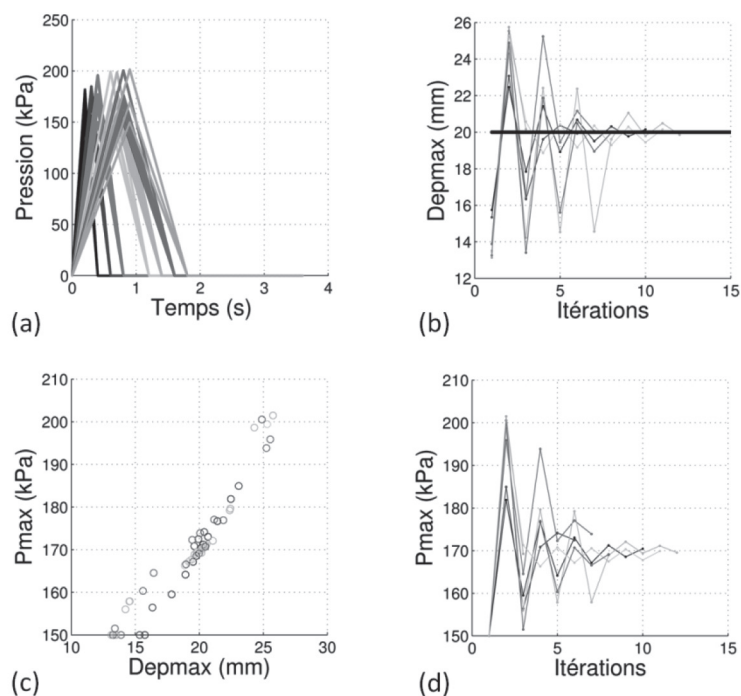 250
200
150
100
50
0
Pression (kPa)
0 1 2 3 4
Temps (s)
(a)
26
24
22
20
18
16
14
12
Depmax (mm)
0 5 10 15
Itérations
(b)
210
200
190
180
170
160
150
Pmax (kPa)
10 15 20 25 30
Depmax (mm)
(c)
210
200
190
180
170
160
150
Pmax (kPa)
0 5 10 15
Itérations
(d)